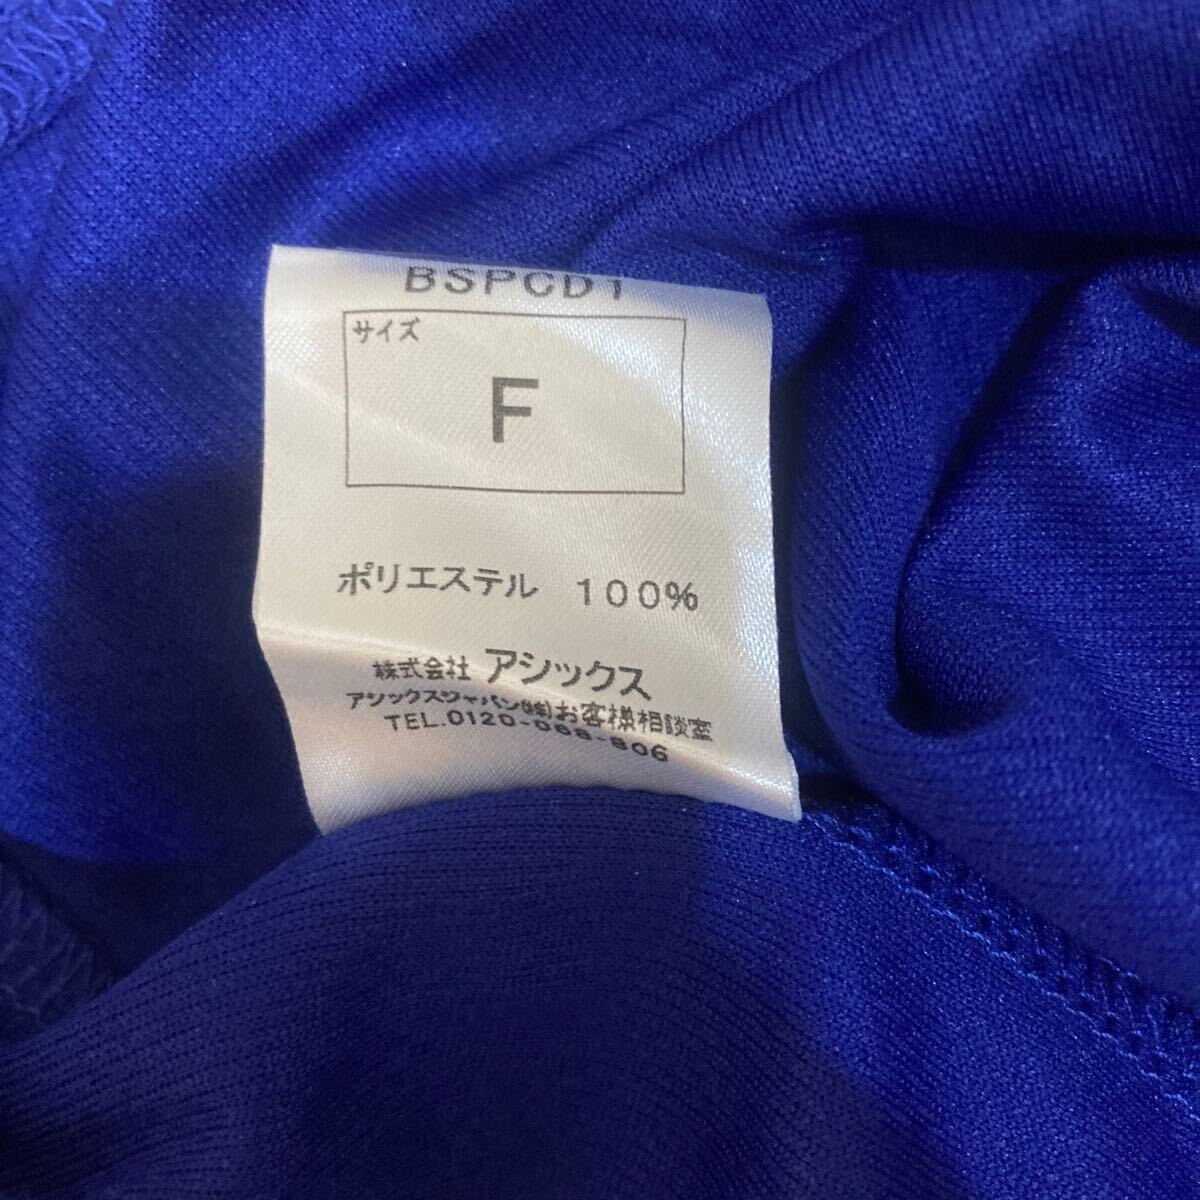 BSPCD1
サイズ
F
ポリエステル 100%
株式会社 アシックス
アシックスジャパン(株)お客様相談室
TEL.0120-068-806